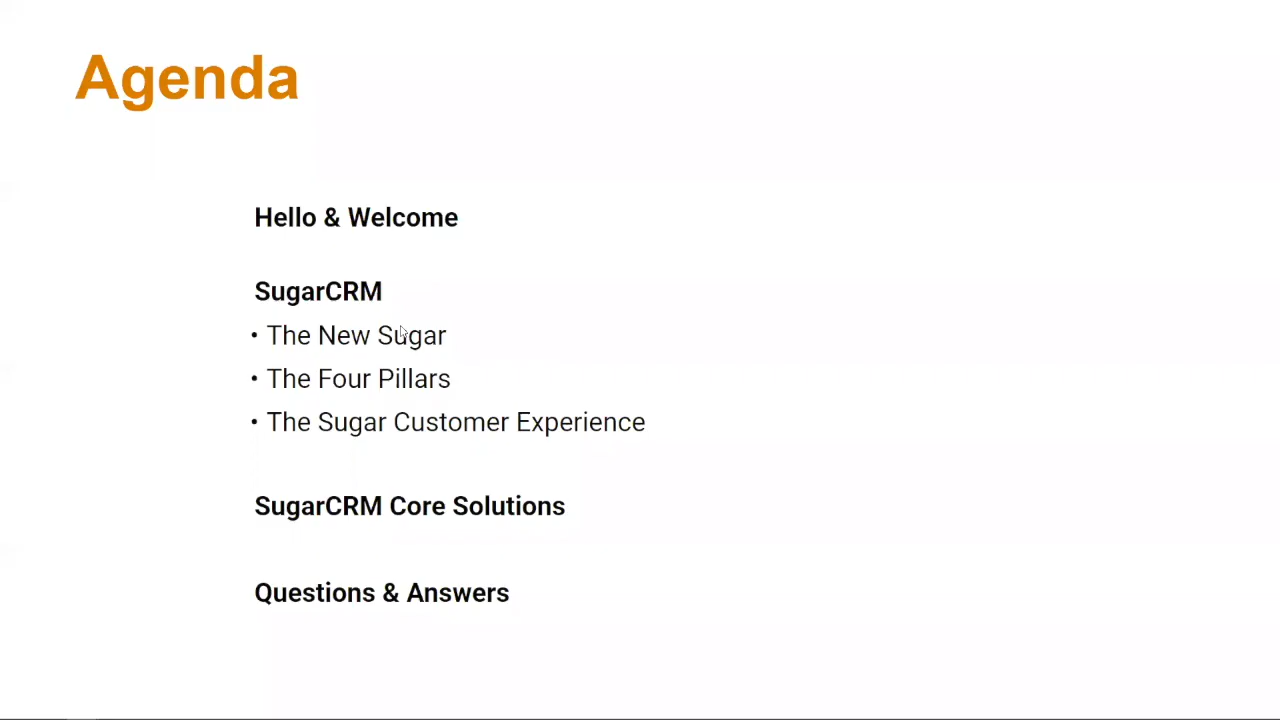 Agenda
Hello & Welcome
SugarCRM
• The New Sugar
• The Four Pillars
• The Sugar Customer Experience
SugarCRM Core Solutions
Questions & Answers